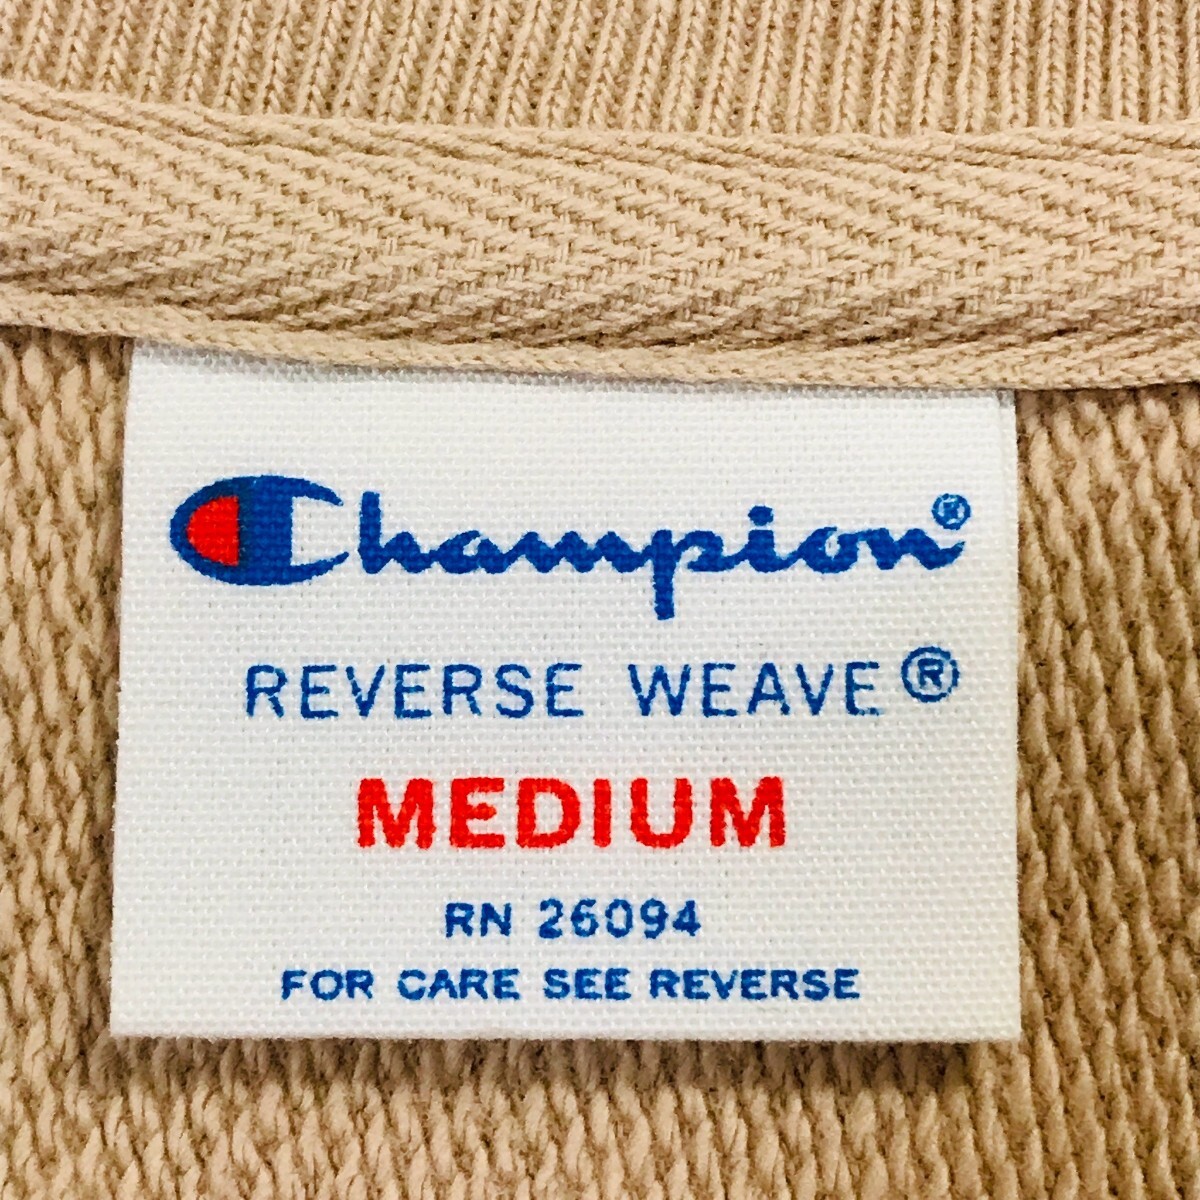 Champion®
REVERSE WEAVE®
MEDIUM
RN 26094
FOR CARE SEE REVERSE